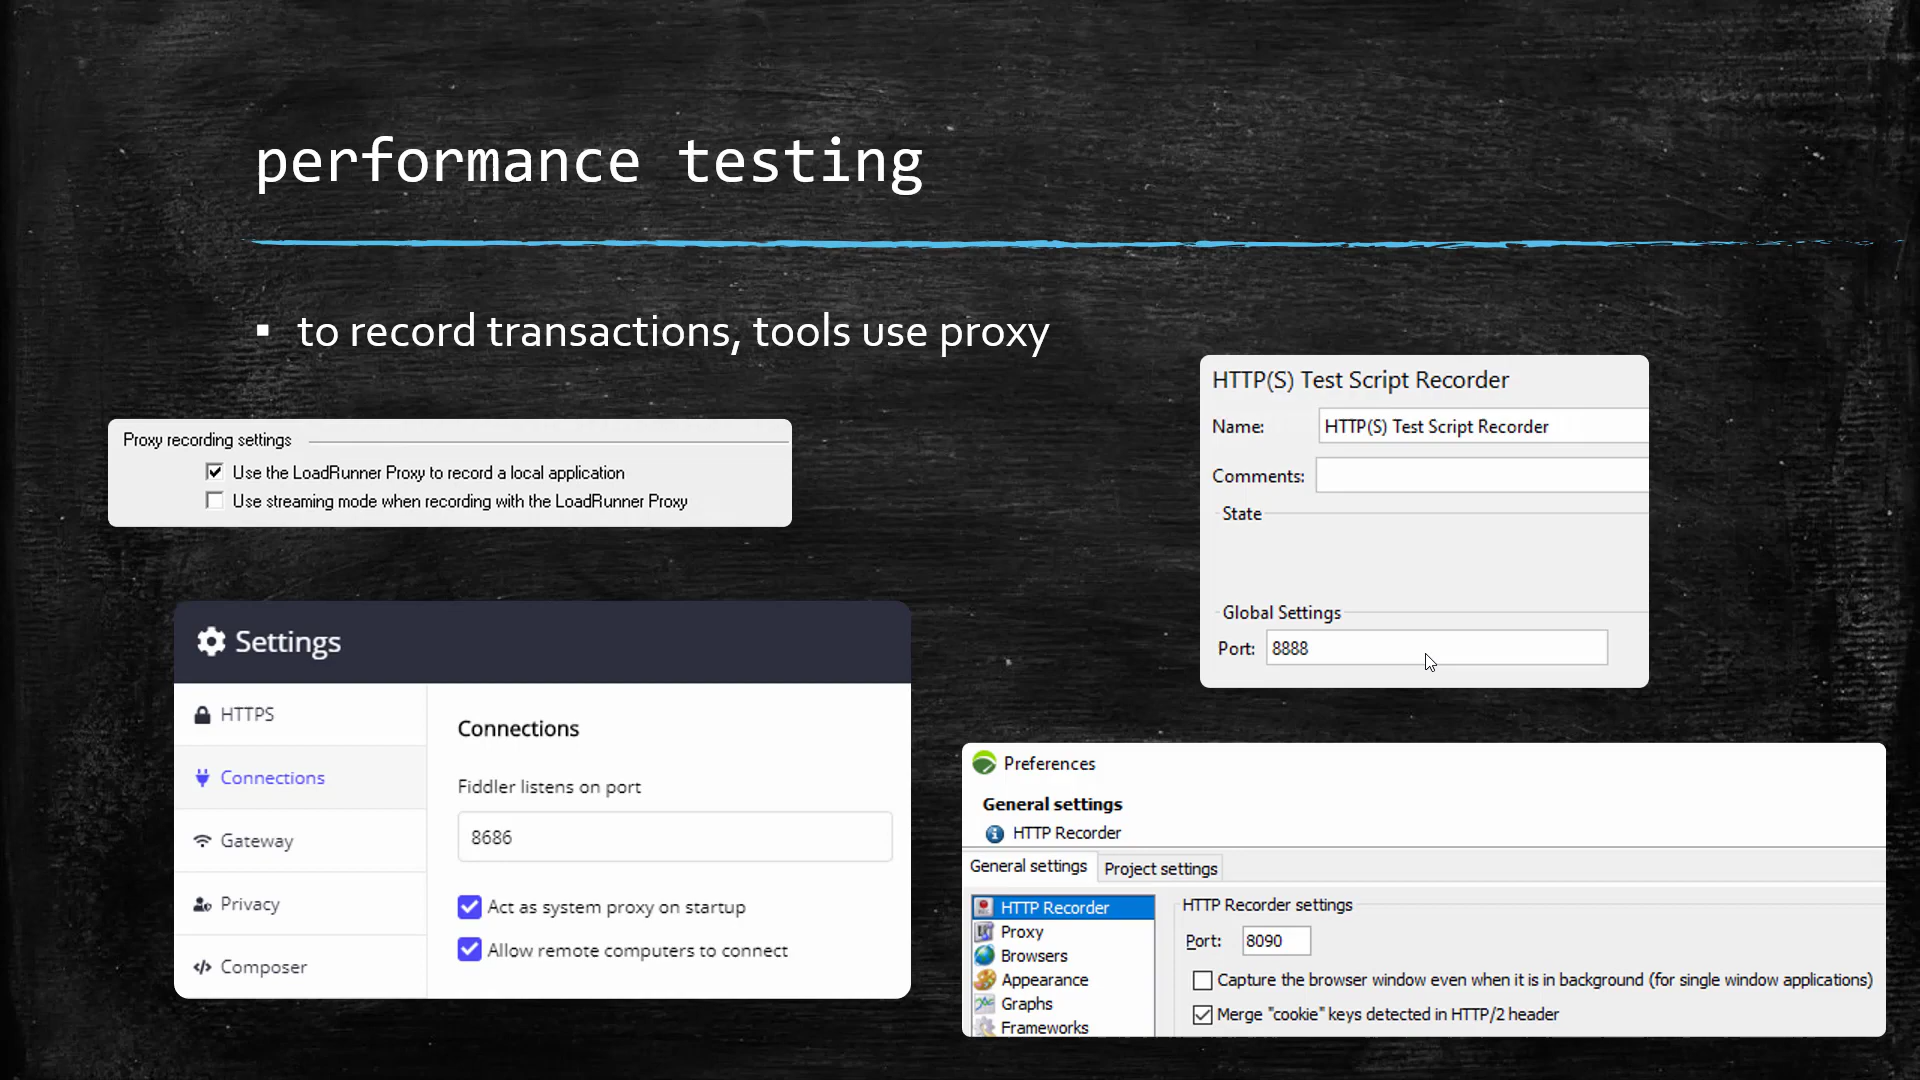 performance testing
▪ to record transactions, tools use proxy
Proxy recording settings
Use the LoadRunner Proxy to record a local application
Use streaming mode when recording with the LoadRunner Proxy
HTTP(S) Test Script Recorder
Name: HTTP(S) Test Script Recorder
Comments:
State
Global Settings
Port: 8888
Settings
HTTPS
Connections
Gateway
Privacy
Composer
Connections
Fiddler listens on port
8686
Act as system proxy on startup
Allow remote computers to connect
Preferences
General settings
HTTP Recorder
General settings Project settings
HTTP Recorder
Proxy
Browsers
Appearance
Graphs
Frameworks
HTTP Recorder settings
Port: 8090
Capture the browser window even when it is in background (for single window applications)
Merge "cookie" keys detected in HTTP/2 header